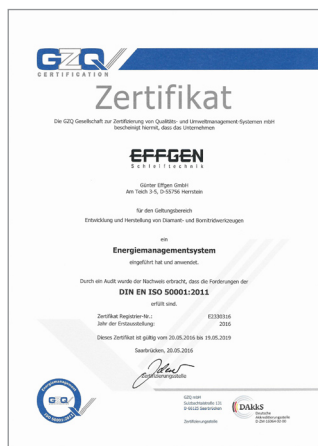 GZQ
CERTIFICATION
Zertifikat
Die GZQ Gesellschaft zur Zertifizierung von Qualitäts- und Umweltmanagement-Systemen mbH
bescheinigt hiermit, dass das Unternehmen
EFFGEN
Schleiftechnik
Günter Effgen GmbH
Am Teich 3-5, D-55756 Herrstein
für den Geltungsbereich
Entwicklung und Herstellung von Diamant- und Bornitridwerkzeugen
ein
Energiemanagementsystem
eingeführt hat und anwendet.
Durch ein Audit wurde der Nachweis erbracht, dass die Forderungen der
DIN EN ISO 50001:2011
erfüllt sind.
Zertifikat Registrier-Nr.: E2330316
Jahr der Erstausstellung: 2016
Dieses Zertifikat ist gültig vom 20.05.2016 bis 19.05.2019
Saarbrücken, 20.05.2016
Zertifizierungsstelle
Energiemanagement
GZQ
ISO 50001:2011
GZQ mbH
D-66125 Saarbrücken
Zertifizierungsstelle
DAkkS
Deutsche
Akkreditierungsstelle